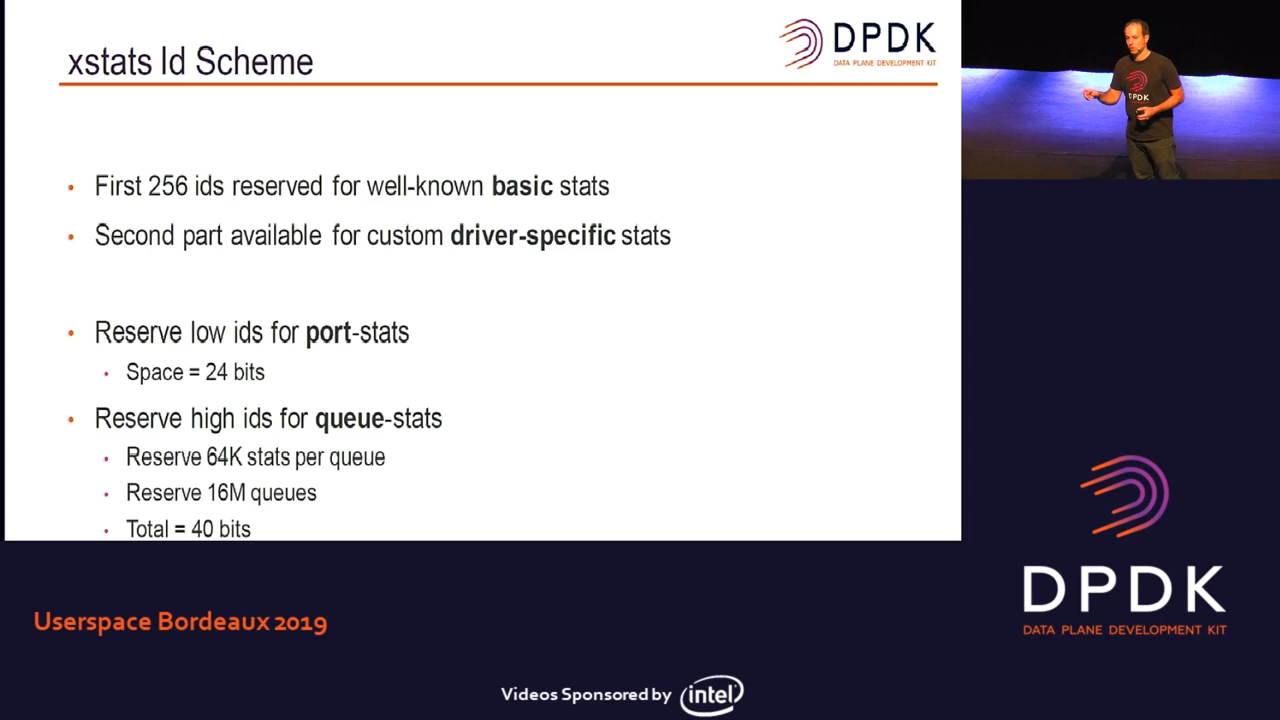 xstats Id Scheme
DPDK
DATA PLANE DEVELOPMENT KIT
First 256 ids reserved for well-known basic stats
Second part available for custom driver-specific stats
Reserve low ids for port-stats
Space = 24 bits
Reserve high ids for queue-stats
Reserve 64K stats per queue
Reserve 16M queues
Total = 40 bits
DPDK
DPDK
DATA PLANE DEVELOPMENT KIT
Userspace Bordeaux 2019
Videos Sponsored by intel